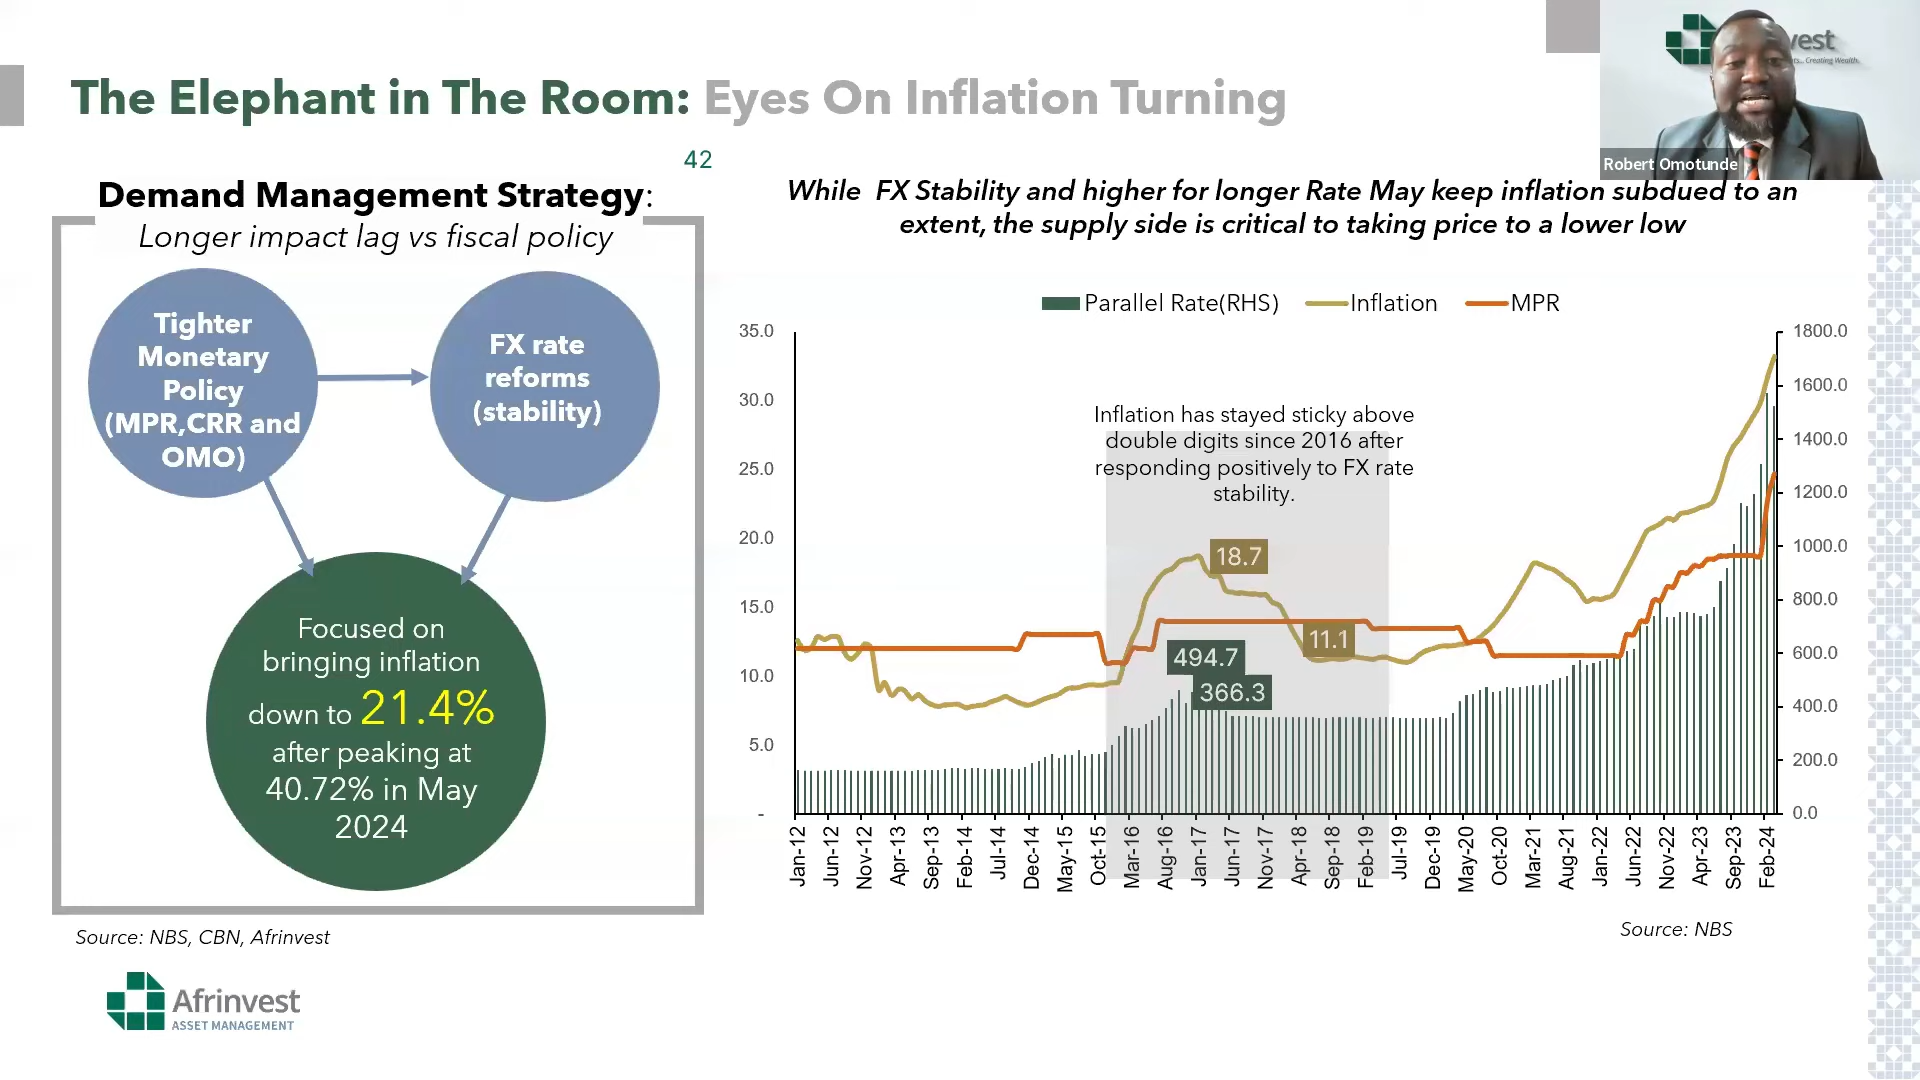 The Elephant in The Room: Eyes On Inflation Turning
vest
ts... Creating Wealth.
Robert Omotunde
42
Demand Management Strategy:
Longer impact lag vs fiscal policy
Tighter
Monetary
Policy
(MPR,CRR and
OMO)
FX rate
reforms
(stability)
Focused on
bringing inflation
down to 21.4%
after peaking at
40.72% in May
2024
Source: NBS, CBN, Afrinvest
While FX Stability and higher for longer Rate May keep inflation subdued to an
extent, the supply side is critical to taking price to a lower low
Parallel Rate(RHS) Inflation MPR
Inflation has stayed sticky above
double digits since 2016 after
responding positively to FX rate
stability.
35.0
30.0
25.0
20.0
15.0
10.0
5.0
-
18.7
11.1
494.7
366.3
1800.0
1600.0
1400.0
1200.0
1000.0
800.0
600.0
400.0
200.0
0.0
Jan-12
Jun-12
Nov-12
Apr-13
Sep-13
Feb-14
Jul-14
Dec-14
May-15
Oct-15
Mar-16
Aug-16
Jan-17
Jun-17
Nov-17
Apr-18
Sep-18
Feb-19
Jul-19
Dec-19
May-20
Oct-20
Mar-21
Aug-21
Jan-22
Jun-22
Nov-22
Apr-23
Sep-23
Feb-24
Source: NBS
Afrinvest
ASSET MANAGEMENT